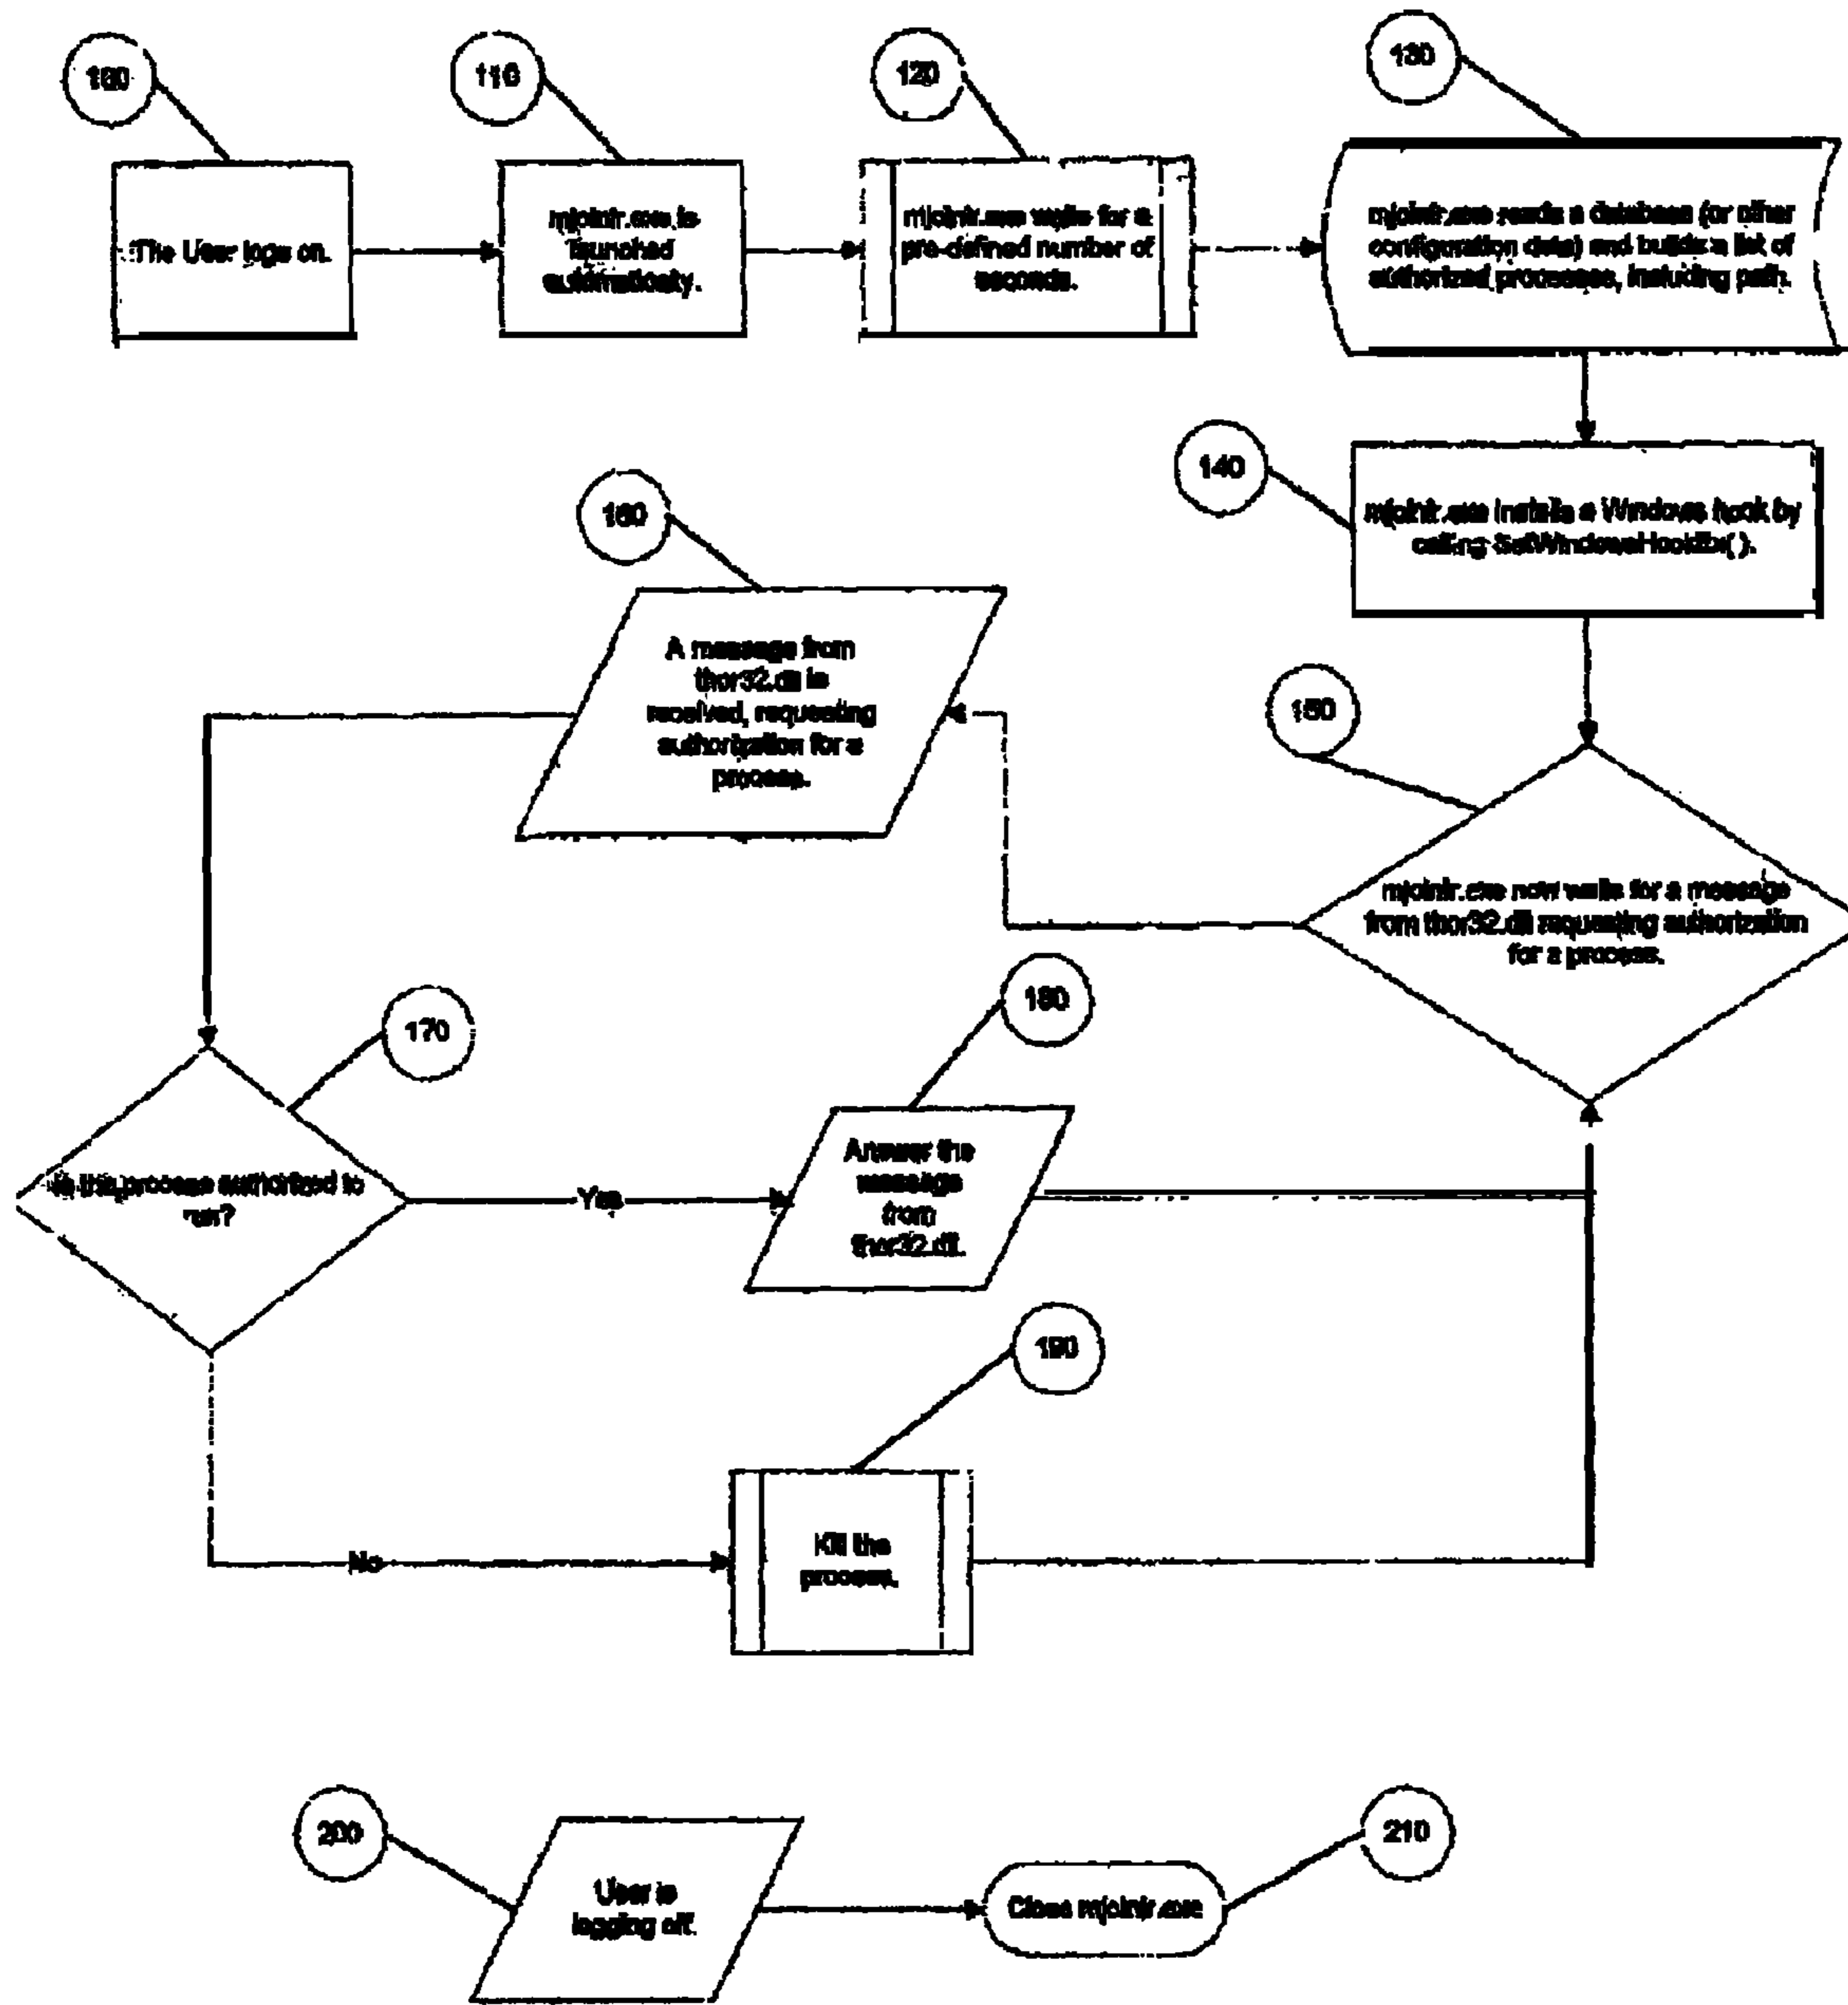 100
110
120
130
The User logs on.
mjolnir.exe is
launched
automatically.
mjolnir.exe waits for a
pre-defined number of
seconds.
mjolnir.exe reads a database (or other
configuration data) and builds a list of
authorized processes, including path.
140
mjolnir.exe installs a Windows hook by
calling SetWindowsHookEx( ).
160
A message from
thor32.dll is
received, requesting
authorization for a
process.
150
mjolnir.exe now waits for a message
from thor32.dll requesting authorization
for a process.
170
180
Is the process authorized to
run?
Yes
Answer the
message
from
thor32.dll.
190
No
Kill the
process.
200
210
User is
logging off.
Close mjolnir.exe